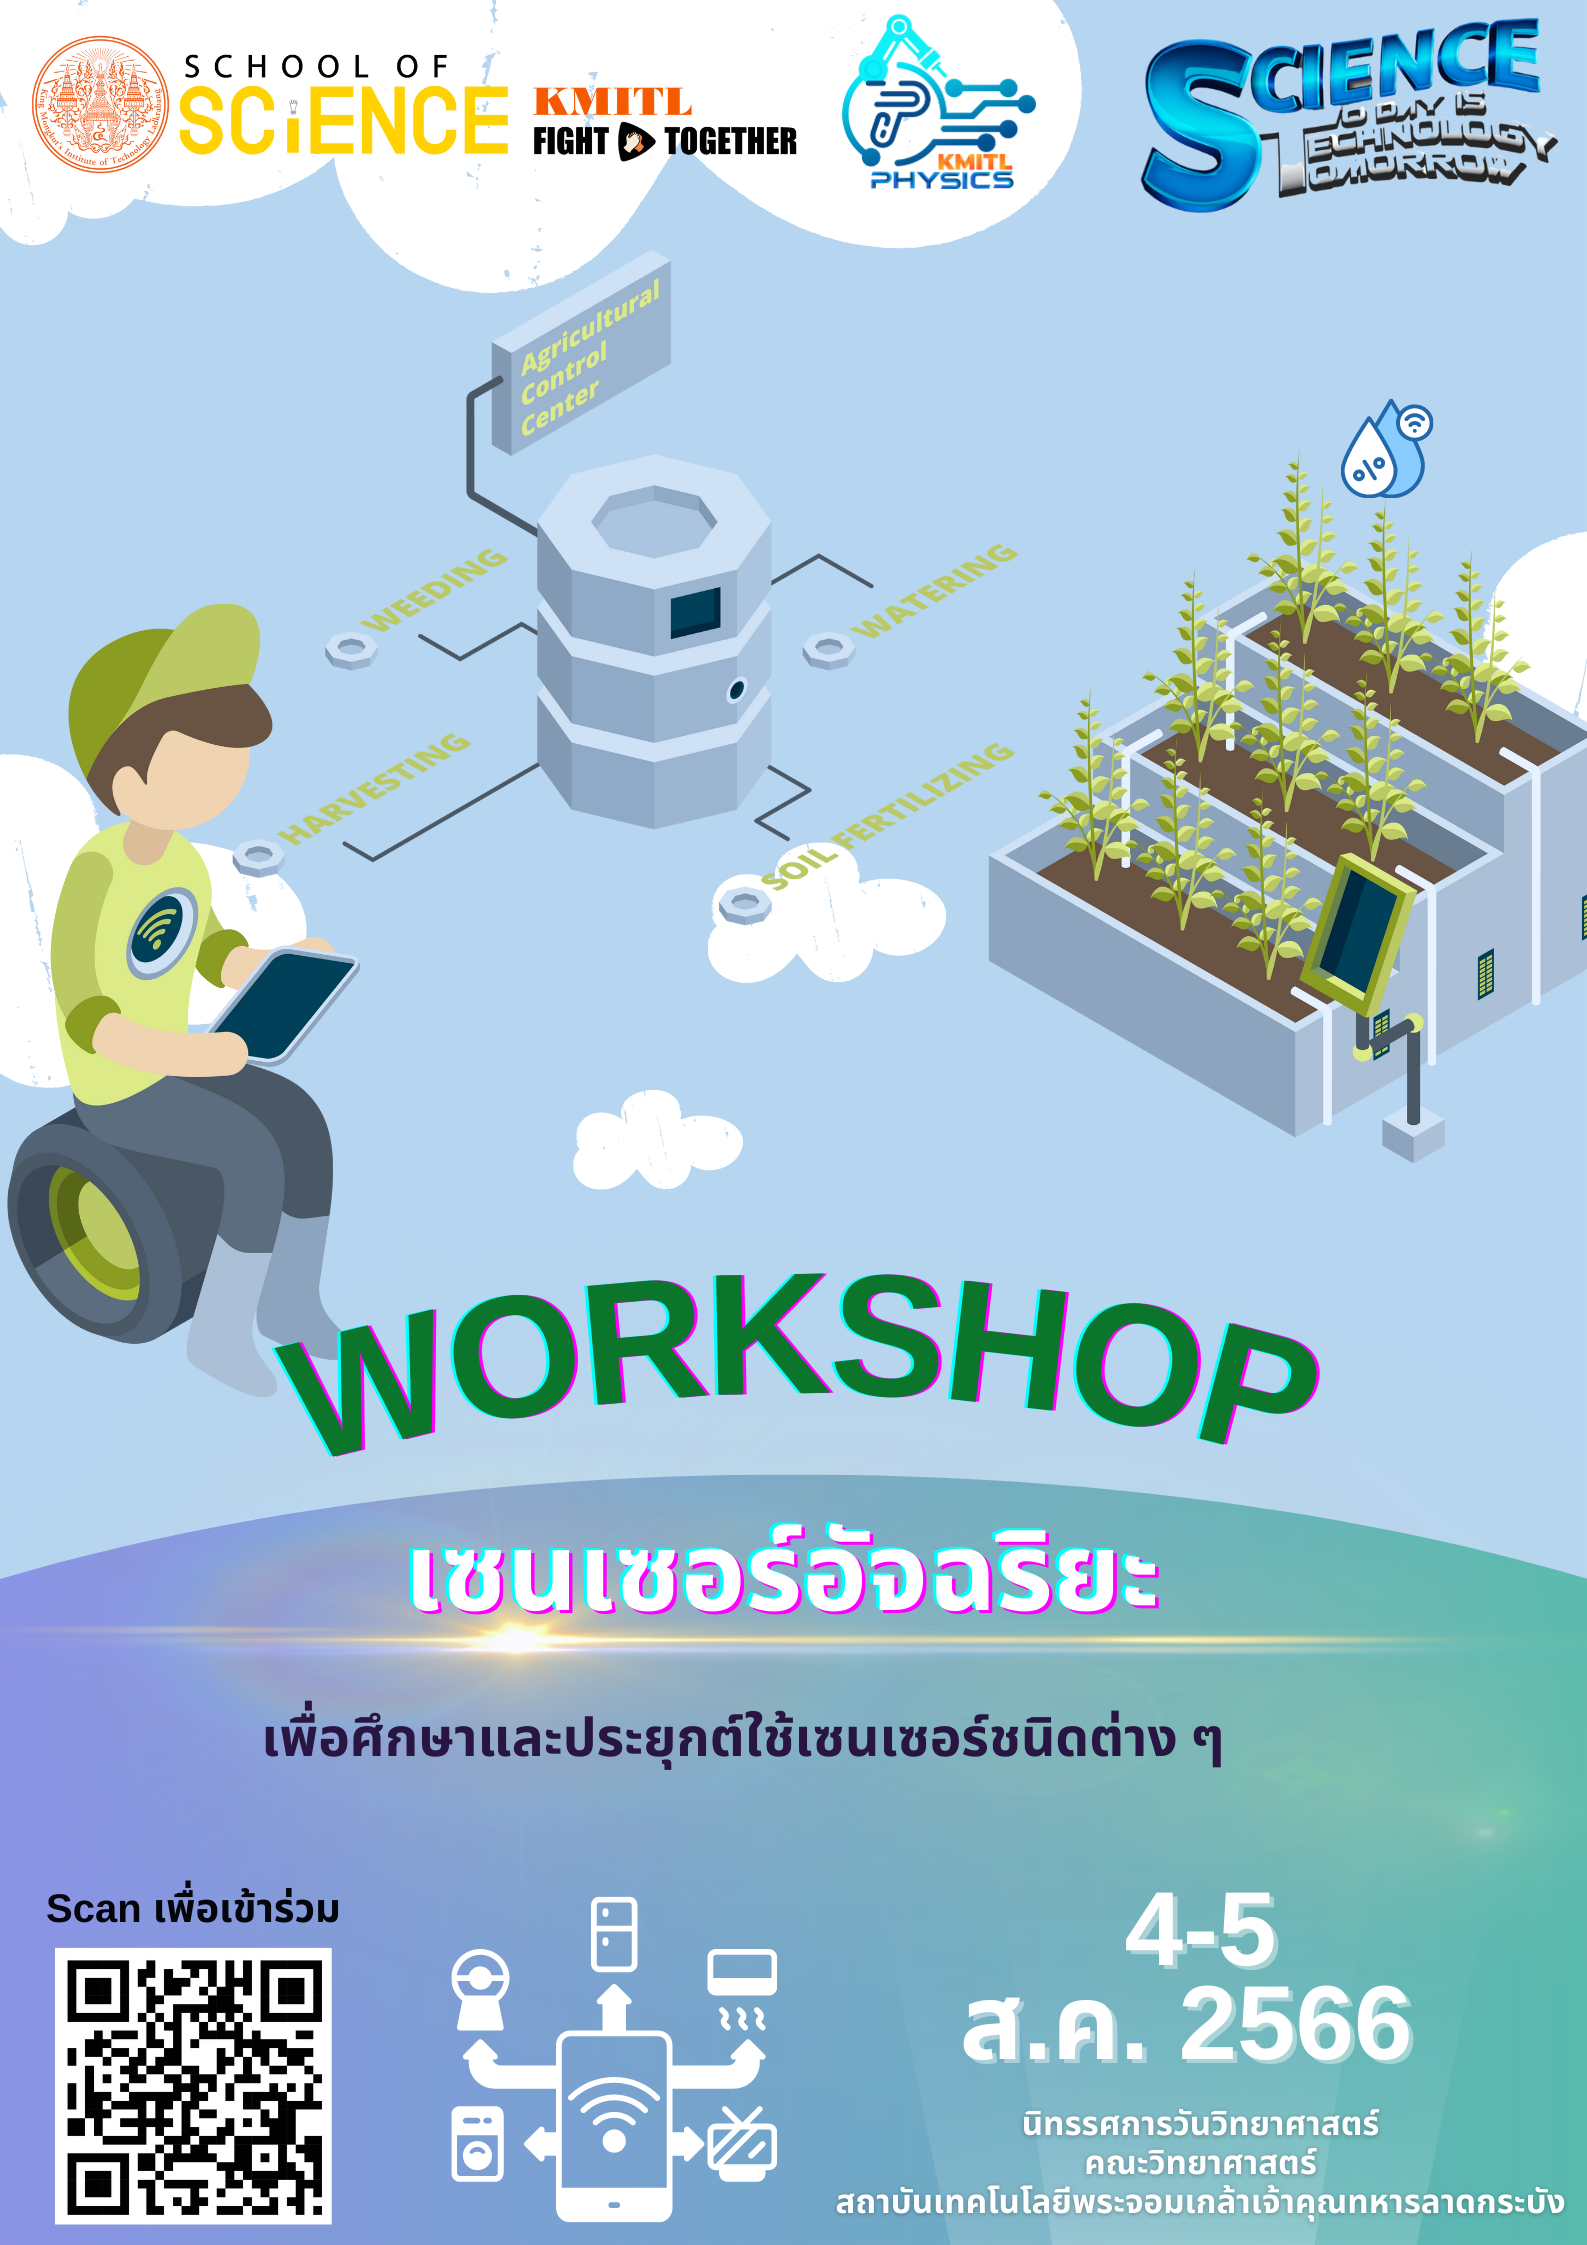 SCHOOL OF
SCiENCE
KMITL
FIGHT TOGETHER
King Mongkut's Institute of Technology Ladkrabang
KMITL
PHYSICS
SCIENCE
TODAY IS
TECHNOLOGY
TOMORROW
Agricultural
Control
Center
WEEDING
WATERING
HARVESTING
SOIL FERTILIZING
%
WORKSHOP
เซนเซอร์อัจฉริยะ
เพื่อศึกษาและประยุกต์ใช้เซนเซอร์ชนิดต่าง ๆ
Scan เพื่อเข้าร่วม
4-5
ส.ค. 2566
นิทรรศการวันวิทยาศาสตร์
คณะวิทยาศาสตร์
สถาบันเทคโนโลยีพระจอมเกล้าเจ้าคุณทหารลาดกระบัง